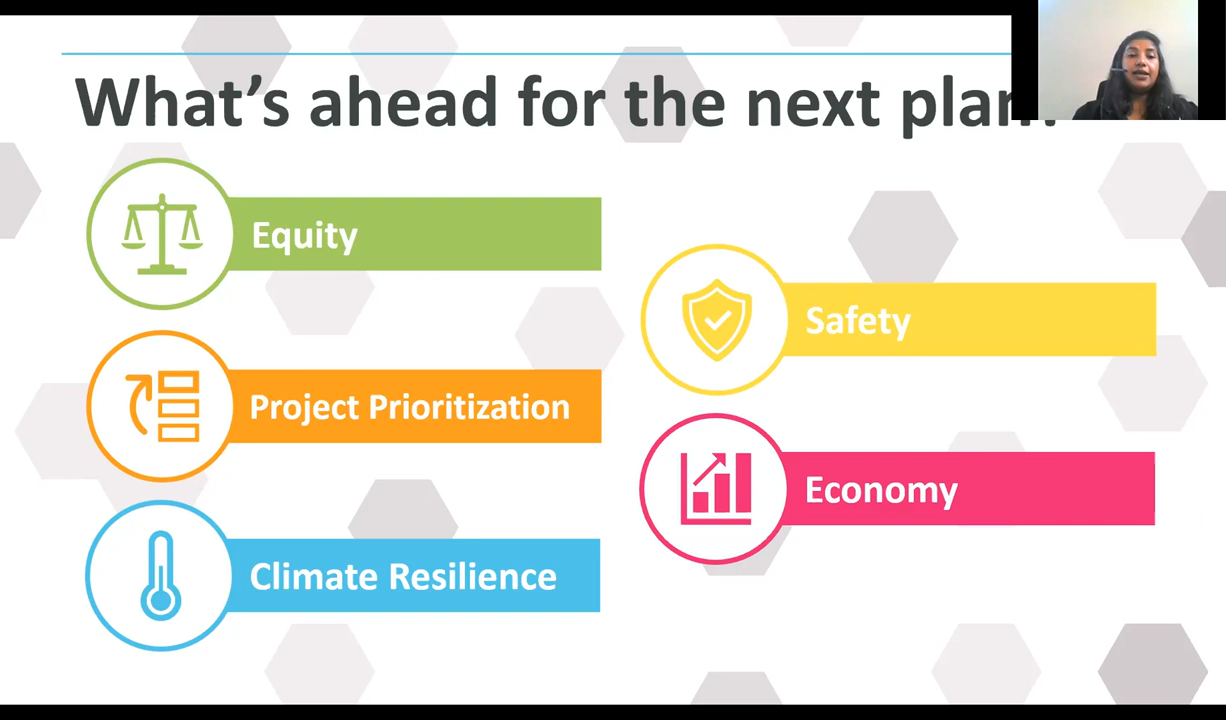 What's ahead for the next plan?
Equity
Project Prioritization
Climate Resilience
Safety
Economy